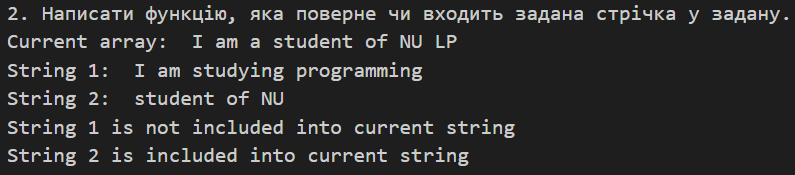 2. Написати функцію, яка поверне чи входить задана стрічка у задану.
Current array:  I am a student of NU LP
String 1:  I am studying programming
String 2:  student of NU
String 1 is not included into current string
String 2 is included into current string